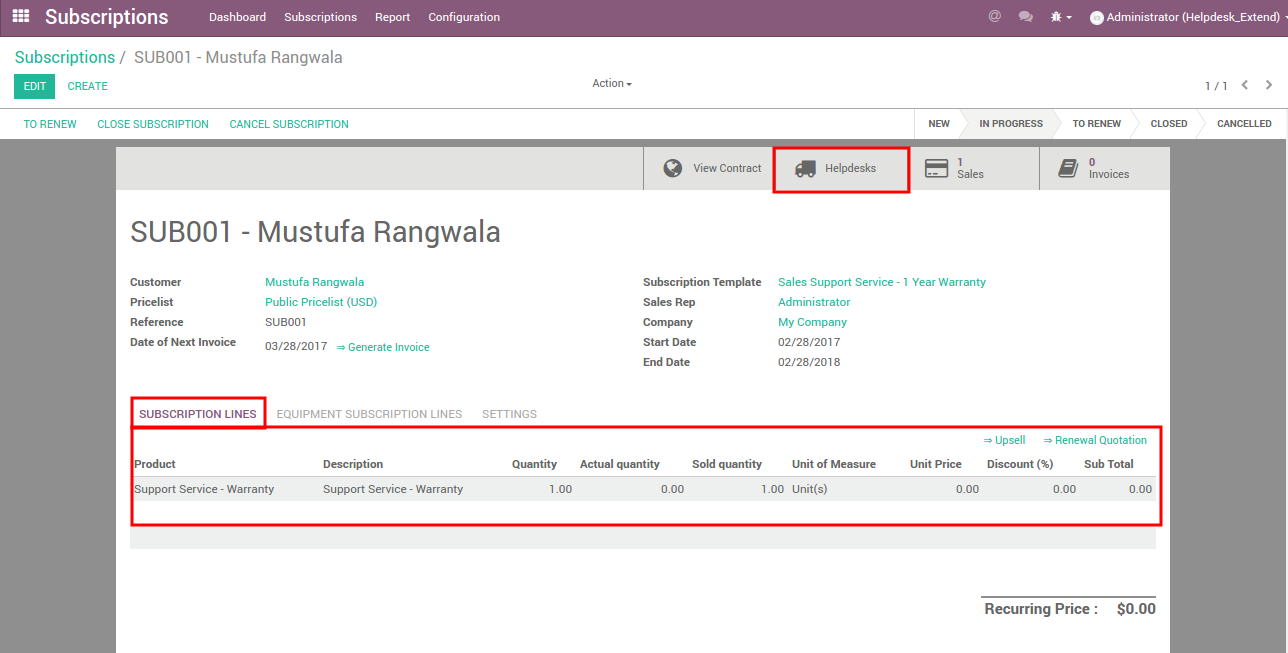 Subscriptions Dashboard Subscriptions Report Configuration @ Administrator (Helpdesk_Extend)
Subscriptions / SUB001 - Mustufa Rangwala
EDIT CREATE Action 1 / 1
TO RENEW CLOSE SUBSCRIPTION CANCEL SUBSCRIPTION NEW IN PROGRESS TO RENEW CLOSED CANCELLED
View Contract Helpdesks 1 Sales 0 Invoices
SUB001 - Mustufa Rangwala
Customer Mustufa Rangwala Subscription Template Sales Support Service - 1 Year Warranty
Pricelist Public Pricelist (USD) Sales Rep Administrator
Reference SUB001 Company My Company
Date of Next Invoice 03/28/2017 ⇒ Generate Invoice Start Date 02/28/2017
End Date 02/28/2018
SUBSCRIPTION LINES EQUIPMENT SUBSCRIPTION LINES SETTINGS
⇒ Upsell ⇒ Renewal Quotation
Product Description Quantity Actual quantity Sold quantity Unit of Measure Unit Price Discount (%) Sub Total
Support Service - Warranty Support Service - Warranty 1.00 0.00 1.00 Unit(s) 0.00 0.00 0.00
Recurring Price : $0.00